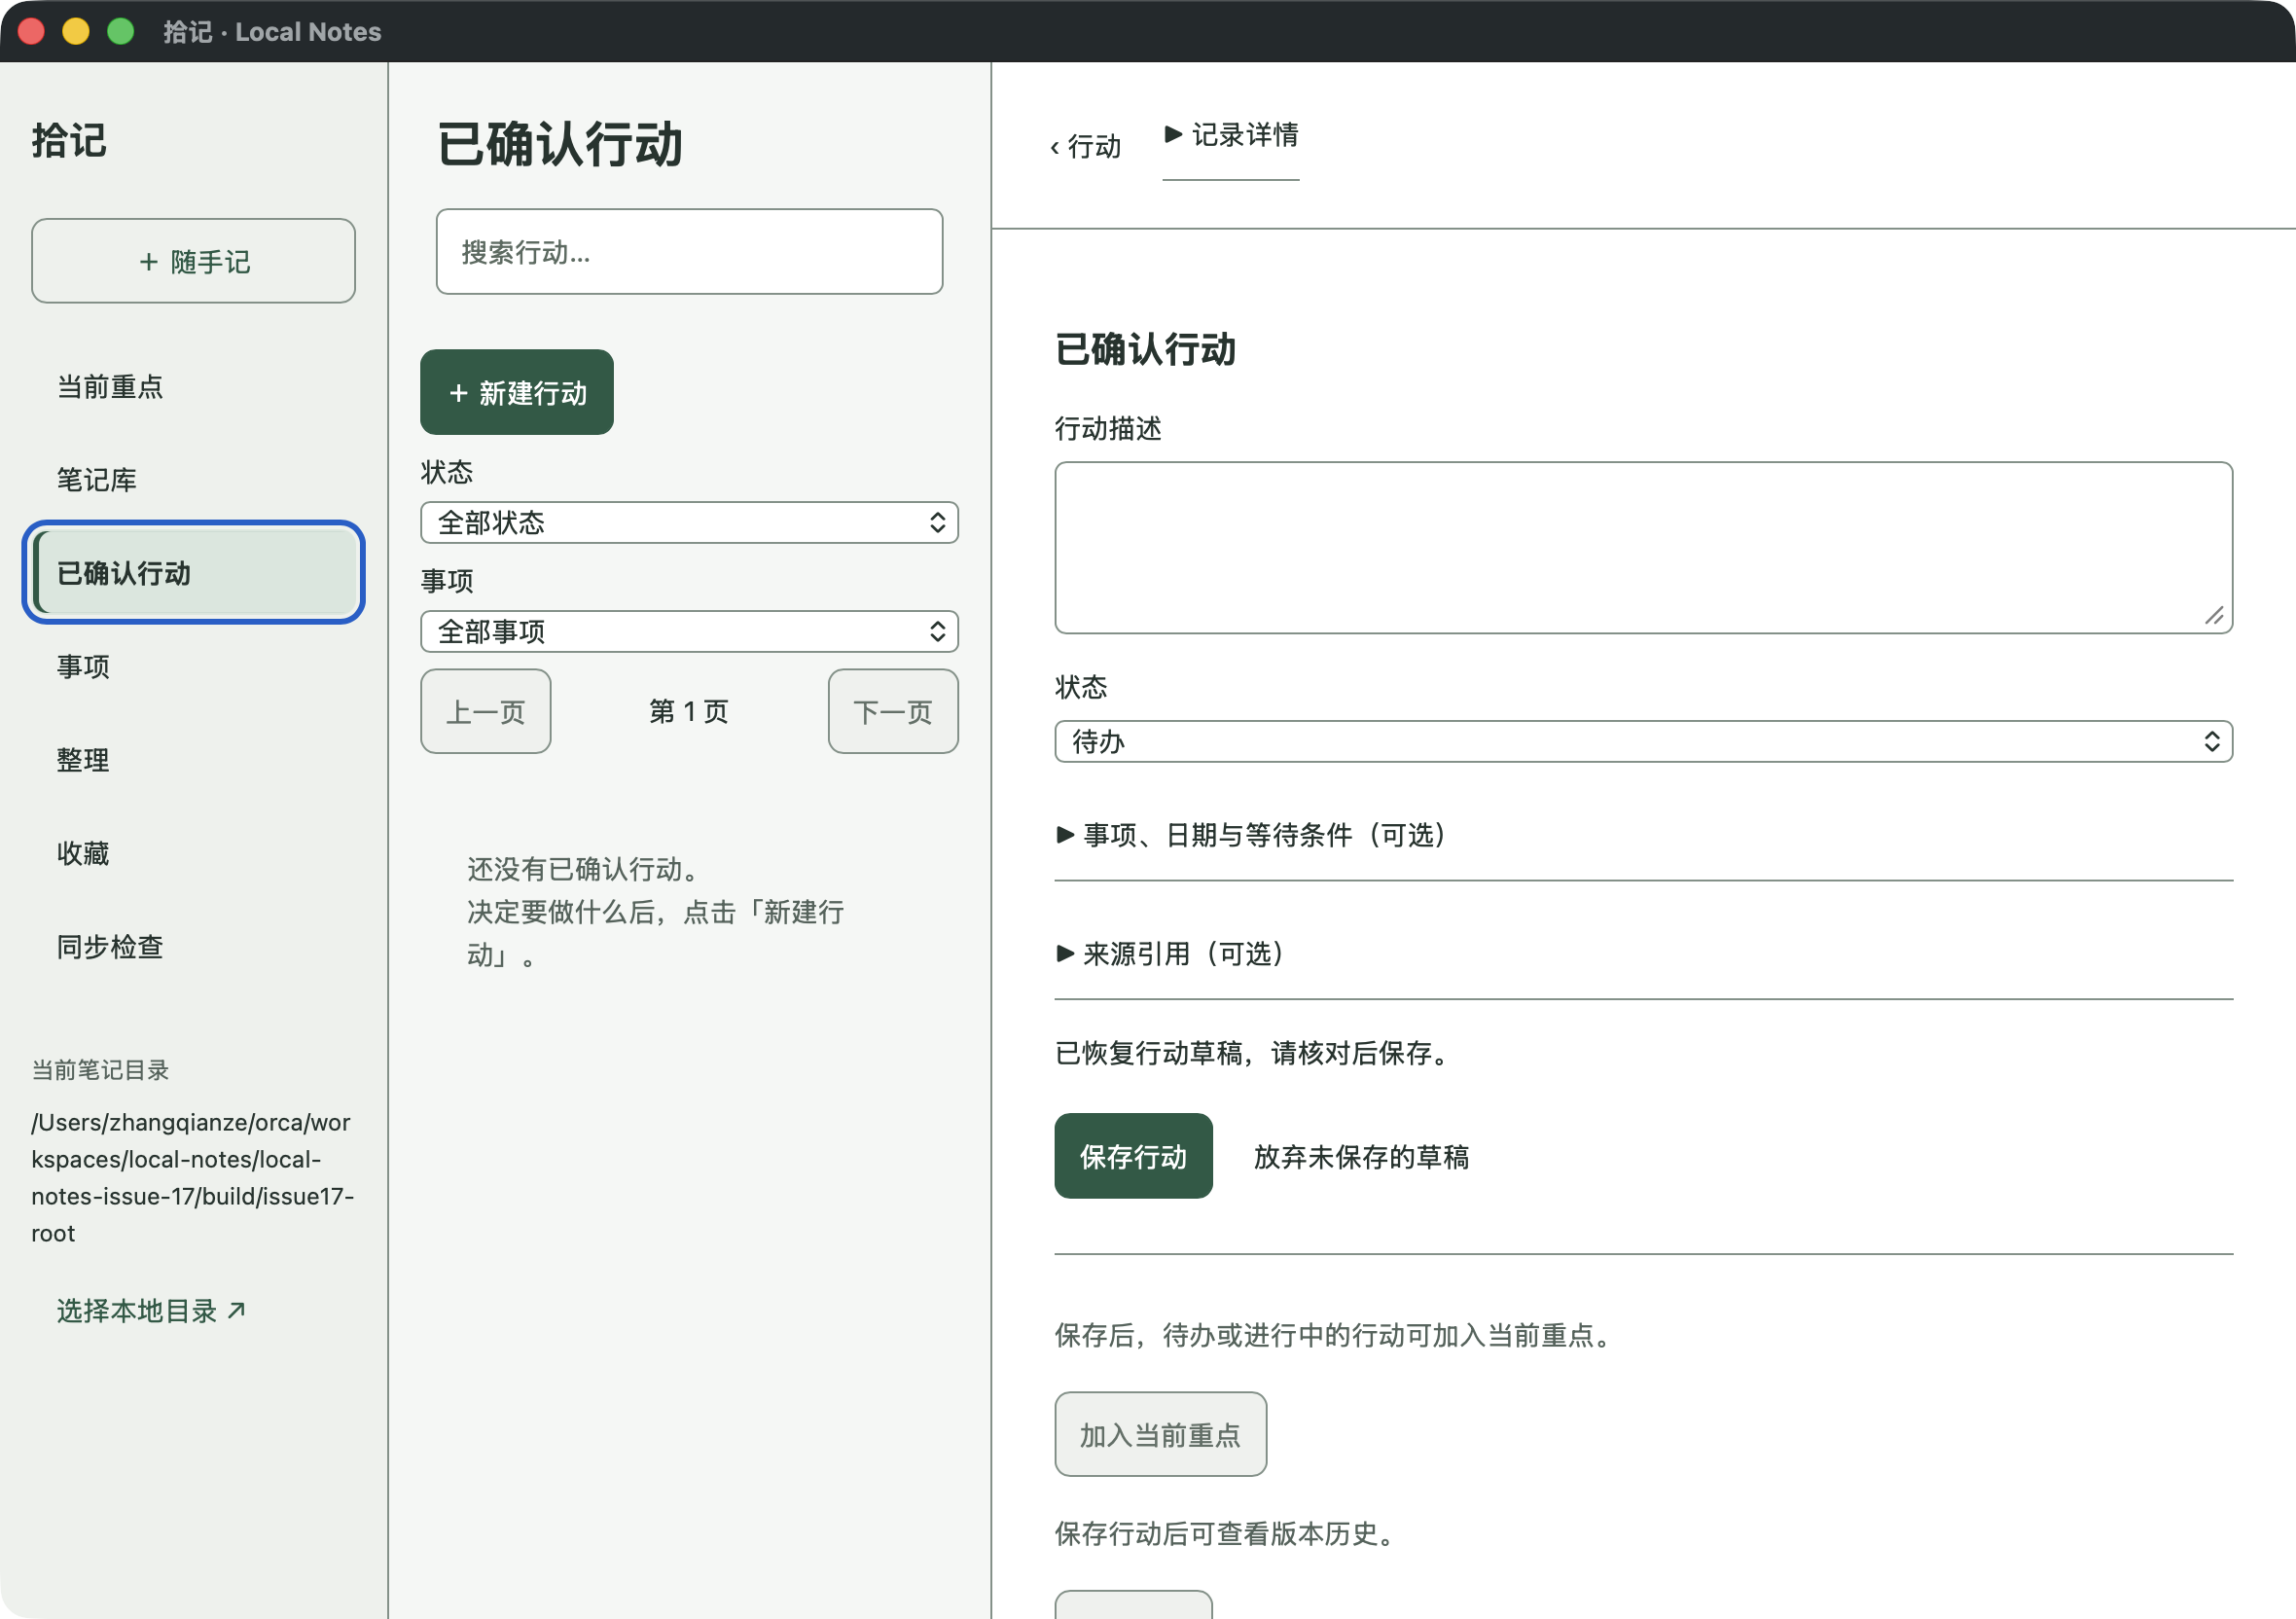 拾记 · Local Notes
拾记
+ 随手记
当前重点
笔记库
已确认行动
事项
整理
收藏
同步检查
当前笔记目录
/Users/zhangqianze/orca/wor
kspaces/local-notes/local-
notes-issue-17/build/issue17-
root
选择本地目录 ↗
已确认行动
搜索行动...
+ 新建行动
状态
全部状态
事项
全部事项
上一页
第 1 页
下一页
还没有已确认行动。
决定要做什么后，点击「新建行
动」。
‹ 行动
▶ 记录详情
已确认行动
行动描述
状态
待办
▶ 事项、日期与等待条件（可选）
▶ 来源引用（可选）
已恢复行动草稿，请核对后保存。
保存行动
放弃未保存的草稿
保存后，待办或进行中的行动可加入当前重点。
加入当前重点
保存行动后可查看版本历史。